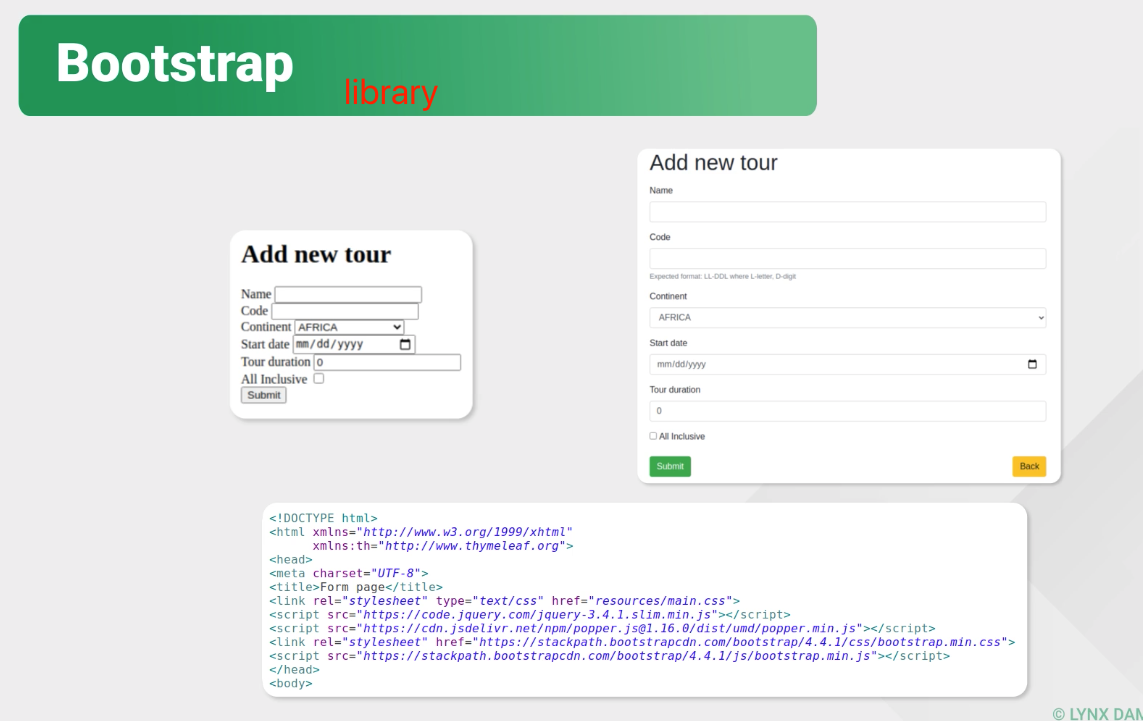 Bootstrap
library
Add new tour
Name
Code
Continent AFRICA
Start date mm/dd/yyyy
Tour duration 0
All Inclusive
Submit
Add new tour
Name
Code
Expected format: LL-DDL where L-letter, D-digit
Continent
AFRICA
Start date
mm/dd/yyyy
Tour duration
0
All Inclusive
Submit Back
<!DOCTYPE html>
<html xmlns="http://www.w3.org/1999/xhtml"
xmlns:th="http://www.thymeleaf.org">
<head>
<meta charset="UTF-8">
<title>Form page</title>
<link rel="stylesheet" type="text/css" href="resources/main.css">
<script src="https://code.jquery.com/jquery-3.4.1.slim.min.js"></script>
<script src="https://cdn.jsdelivr.net/npm/popper.js@1.16.0/dist/umd/popper.min.js"></script>
<link rel="stylesheet" href="https://stackpath.bootstrapcdn.com/bootstrap/4.4.1/css/bootstrap.min.css">
<script src="https://stackpath.bootstrapcdn.com/bootstrap/4.4.1/js/bootstrap.min.js"></script>
</head>
<body>
© LYNX DAM